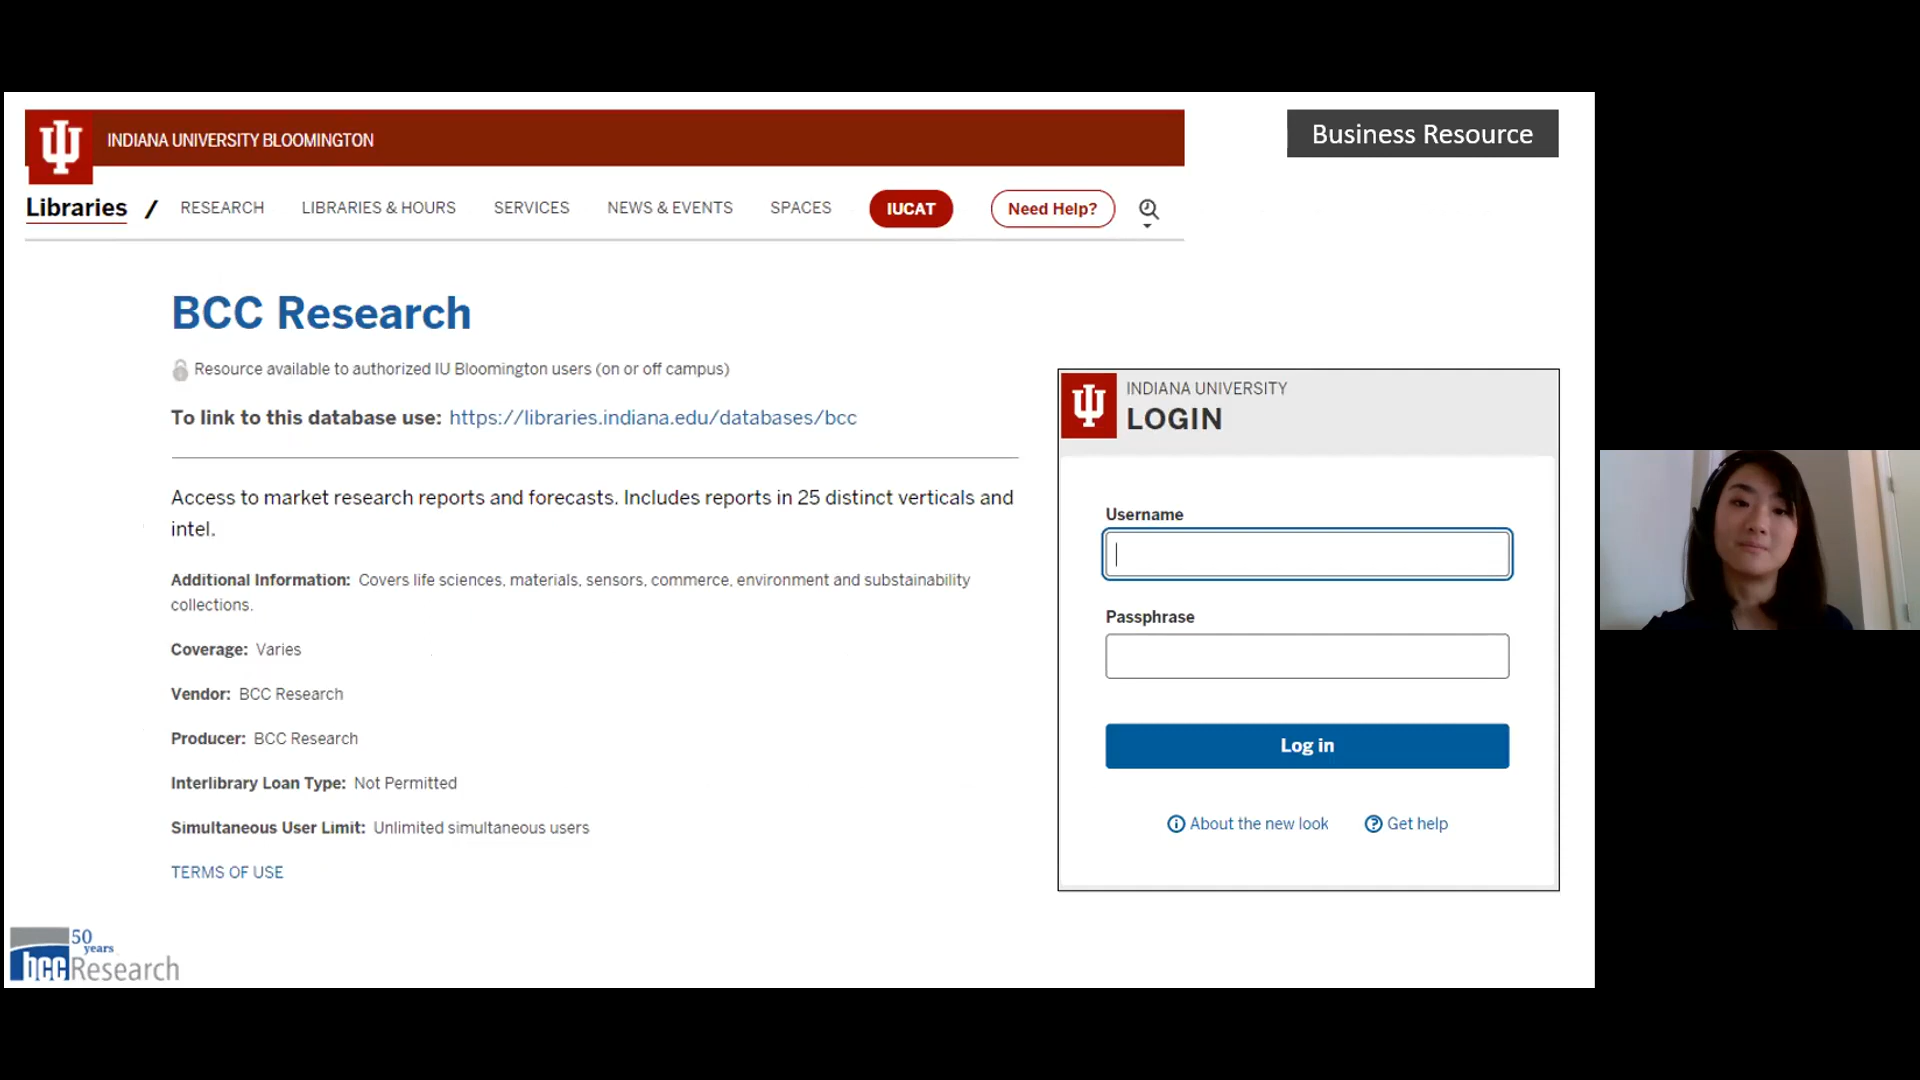 INDIANA UNIVERSITY BLOOMINGTON
Business Resource
Libraries / RESEARCH LIBRARIES & HOURS SERVICES NEWS & EVENTS SPACES IUCAT Need Help?
BCC Research
Resource available to authorized IU Bloomington users (on or off campus)
To link to this database use: https://libraries.indiana.edu/databases/bcc
Access to market research reports and forecasts. Includes reports in 25 distinct verticals and
intel.
Additional Information: Covers life sciences, materials, sensors, commerce, environment and substainability
collections.
Coverage: Varies
Vendor: BCC Research
Producer: BCC Research
Interlibrary Loan Type: Not Permitted
Simultaneous User Limit: Unlimited simultaneous users
TERMS OF USE
INDIANA UNIVERSITY
LOGIN
Username
Passphrase
Log in
About the new look Get help
50
years
bcc Research